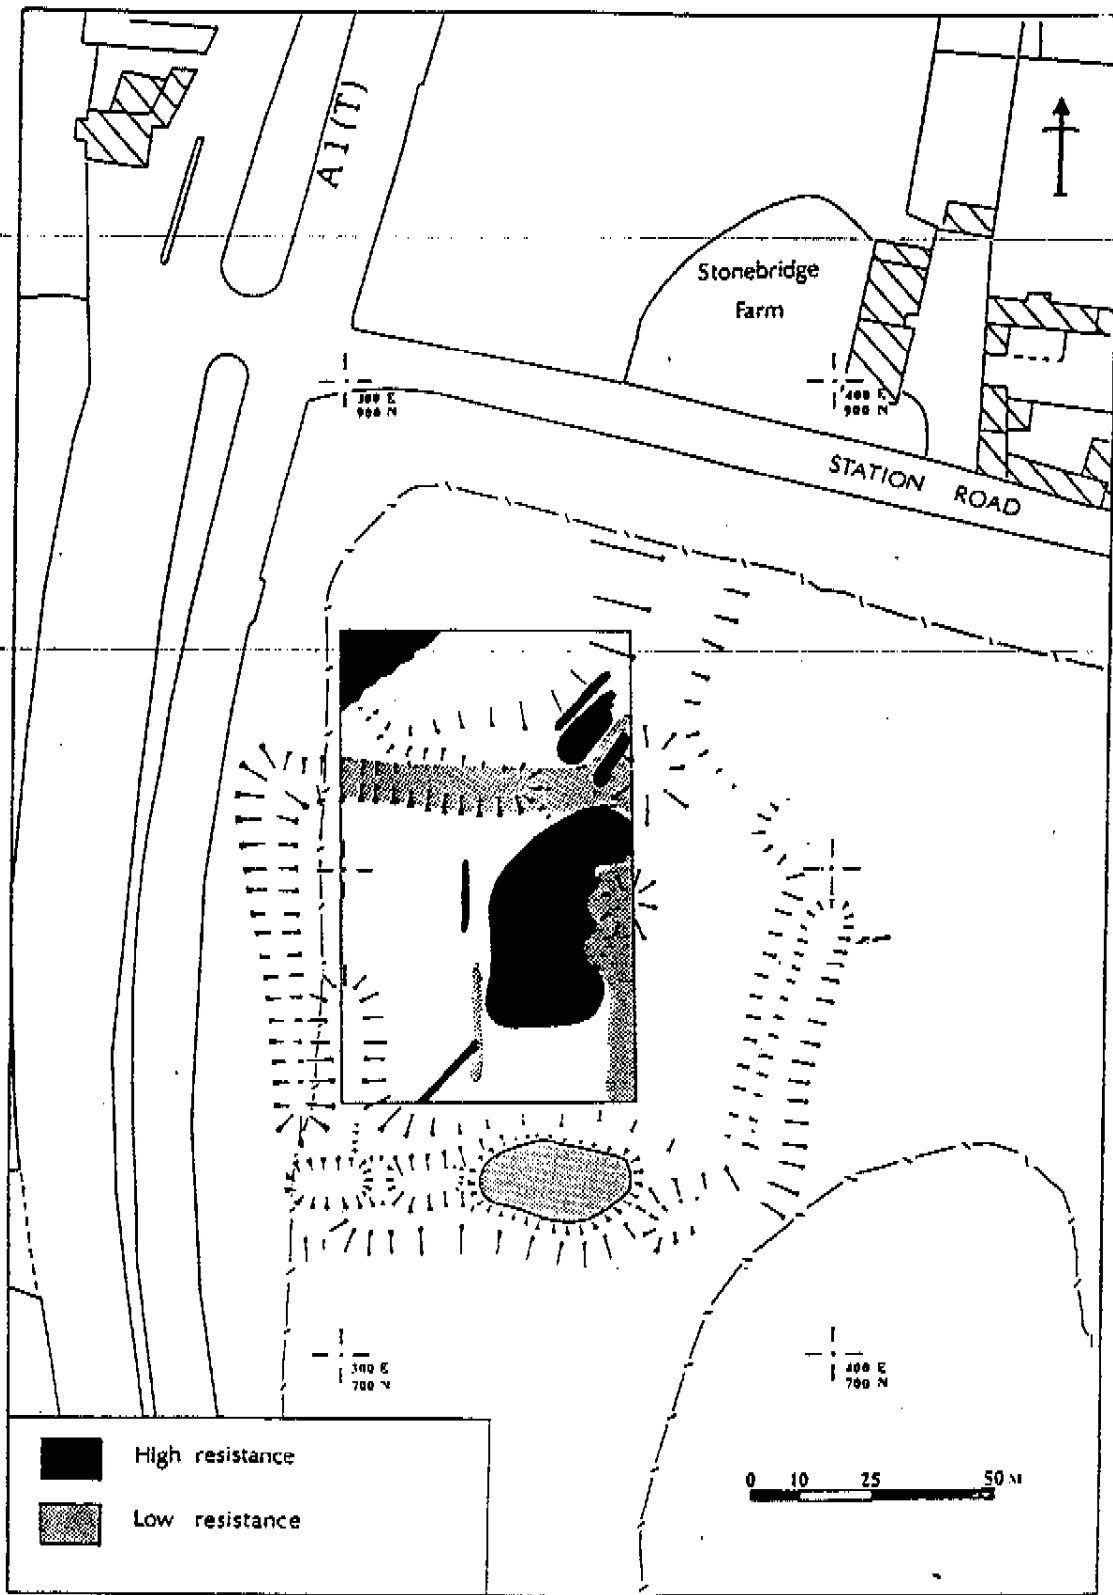 A1(T)
Stonebridge
Farm
300 E
900 N
400 E
900 N
STATION ROAD
300 E
700 N
400 E
700 N
High resistance
Low resistance
0 10 25 50 M